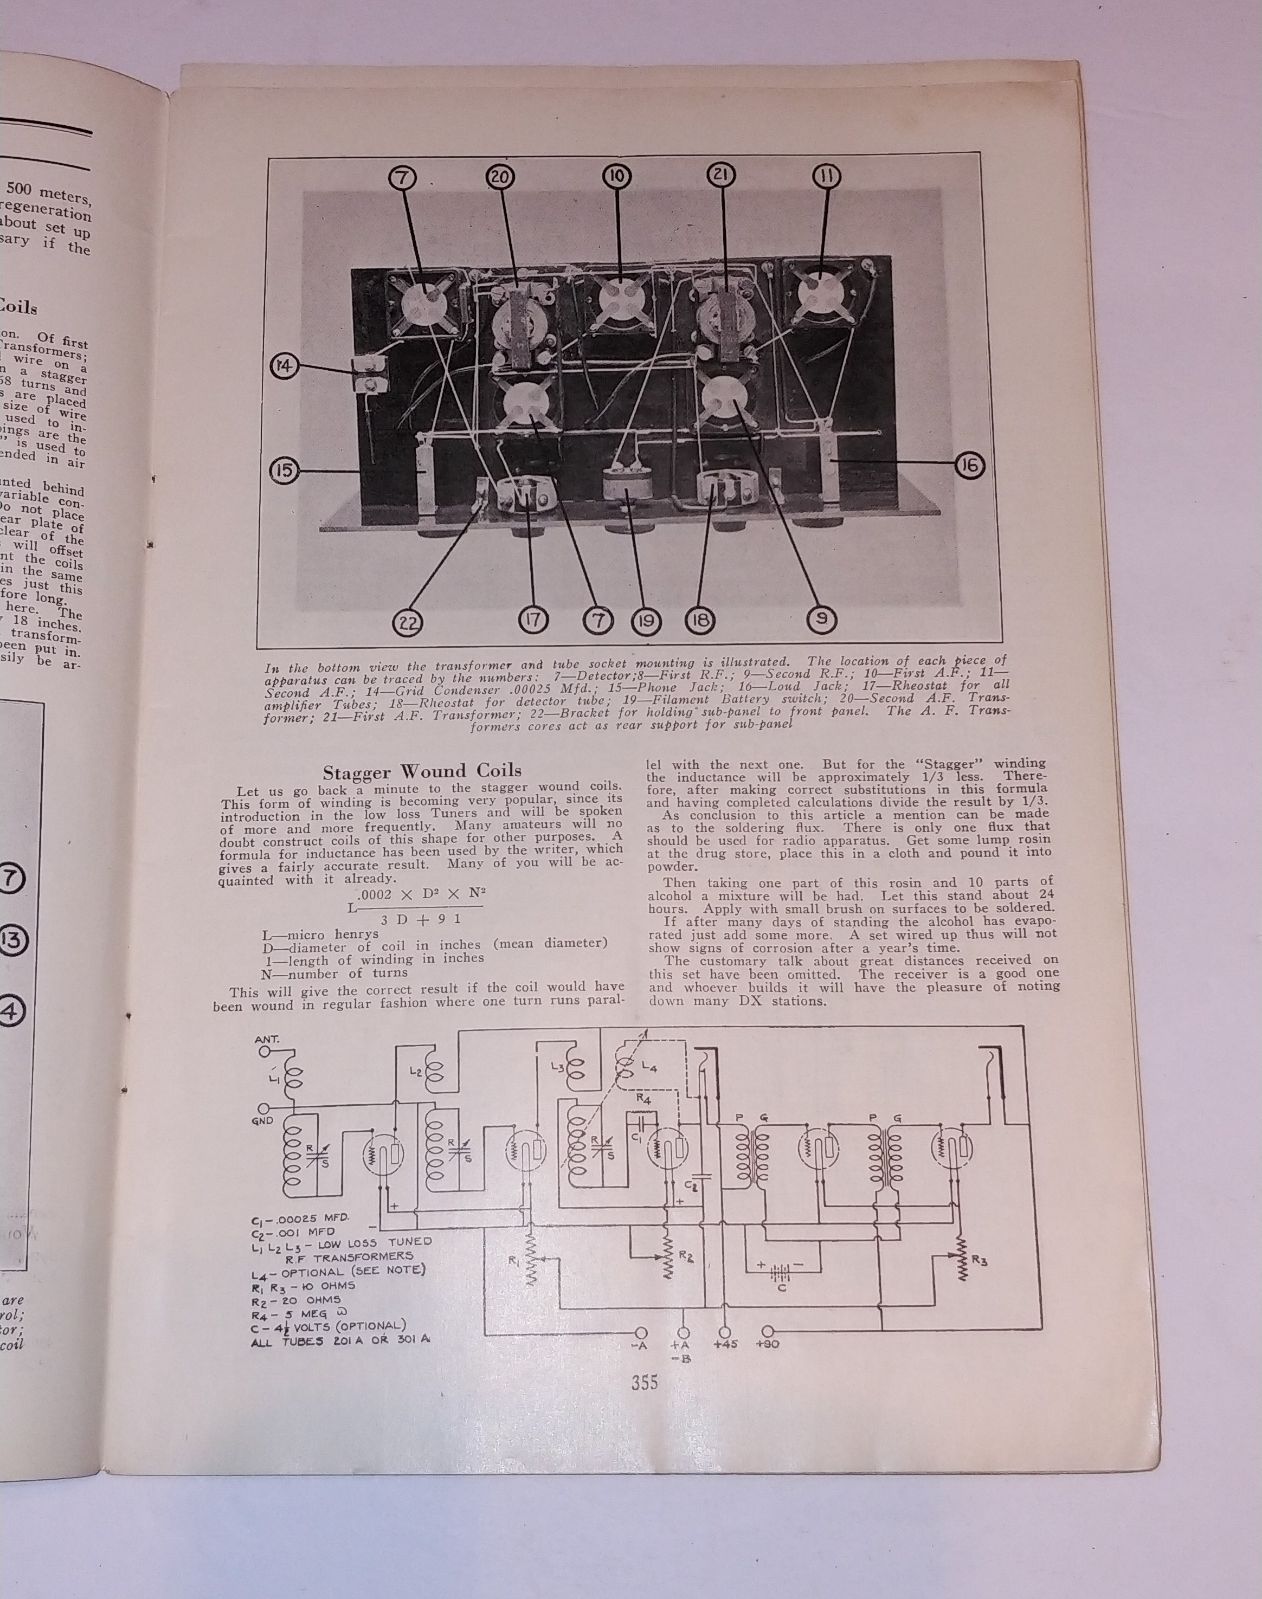 500 meters,
regeneration
about set up
sary if the
Coils
on. Of first
Transformers;
wire on a
n a stagger
58 turns and
s are placed
size of wire
used to in-
pings are the
" is used to
ended in air
unted behind
variable con-
Do not place
ear plate of
clear of the
will offset
nt the coils
in the same
es just this
fore long.
here. The
18 inches.
transform-
been put in.
sily be ar-
7
13
4
are
rol;
tor;
coil
7 20 10 21 11
14
15
16
22 17 7 19 18 9
In the bottom view the transformer and tube socket mounting is illustrated. The location of each piece of
apparatus can be traced by the numbers: 7—Detector;8—First R.F.; 9—Second R.F.; 10—First A.F.; 11—
Second A.F.; 14—Grid Condenser .00025 Mfd.; 15—Phone Jack; 16—Loud Jack; 17—Rheostat for all
amplifier Tubes; 18—Rheostat for detector tube; 19—Filament Battery switch; 20—Second A.F. Trans-
former; 21—First A.F. Transformer; 22—Bracket for holding sub-panel to front panel. The A. F. Trans-
formers cores act as rear support for sub-panel
Stagger Wound Coils
Let us go back a minute to the stagger wound coils.
This form of winding is becoming very popular, since its
introduction in the low loss Tuners and will be spoken
of more and more frequently. Many amateurs will no
doubt construct coils of this shape for other purposes. A
formula for inductance has been used by the writer, which
gives a fairly accurate result. Many of you will be ac-
quainted with it already.
.0002 × D² × N²
L
3 D + 9 1
L—micro henrys
D—diameter of coil in inches (mean diameter)
1—length of winding in inches
N—number of turns
This will give the correct result if the coil would have
been wound in regular fashion where one turn runs paral-
lel with the next one. But for the "Stagger" winding
the inductance will be approximately 1/3 less. There-
fore, after making correct substitutions in this formula
and having completed calculations divide the result by 1/3.
As conclusion to this article a mention can be made
as to the soldering flux. There is only one flux that
should be used for radio apparatus. Get some lump rosin
at the drug store, place this in a cloth and pound it into
powder.
Then taking one part of this rosin and 10 parts of
alcohol a mixture will be had. Let this stand about 24
hours. Apply with small brush on surfaces to be soldered.
If after many days of standing the alcohol has evapo-
rated just add some more. A set wired up thus will not
show signs of corrosion after a year's time.
The customary talk about great distances received on
this set have been omitted. The receiver is a good one
and whoever builds it will have the pleasure of noting
down many DX stations.
ANT.
L1 L2 L3 L4
GND
R S R S R S
R4
C1
P G P G
C2
+ − +
R1 R2 R3
+ −
C
C1 – .00025 MFD.
C2 – .001 MFD
L1 L2 L3 – LOW LOSS TUNED
R F TRANSFORMERS
L4 – OPTIONAL (SEE NOTE)
R1 R3 – 10 OHMS
R2 – 20 OHMS
R4 – 5 MEG ω
C – 4½ VOLTS (OPTIONAL)
ALL TUBES 201 A OR 301 A
-A +A +45 +90
-B
355